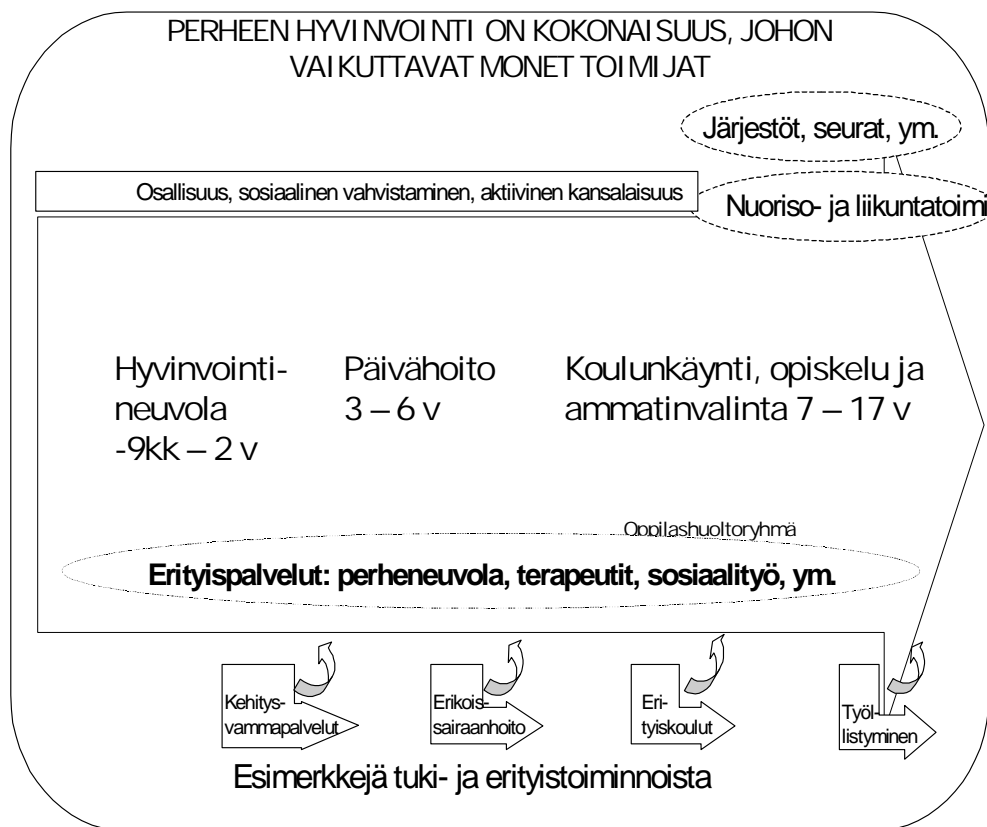 PERHEEN HYVINVOINTI ON KOKONAISUUS, JOHON
VAIKUTTAVAT MONET TOIMIJAT
Järjestöt, seurat, ym.
Osallisuus, sosiaalinen vahvistaminen, aktiivinen kansalaisuus
Nuoriso- ja liikuntatoimi
Hyvinvointi-
neuvola
-9kk – 2 v
Päivähoito
3 – 6 v
Koulunkäynti, opiskelu ja
ammatinvalinta 7 – 17 v
Oppilashuoltoryhmä
Erityispalvelut: perheneuvola, terapeutit, sosiaalityö, ym.
Kehitys-
vammapalvelut
Erikois-
sairaanhoito
Eri-
tyiskoulut
Työl-
listyminen
Esimerkkejä tuki- ja erityistoiminnoista